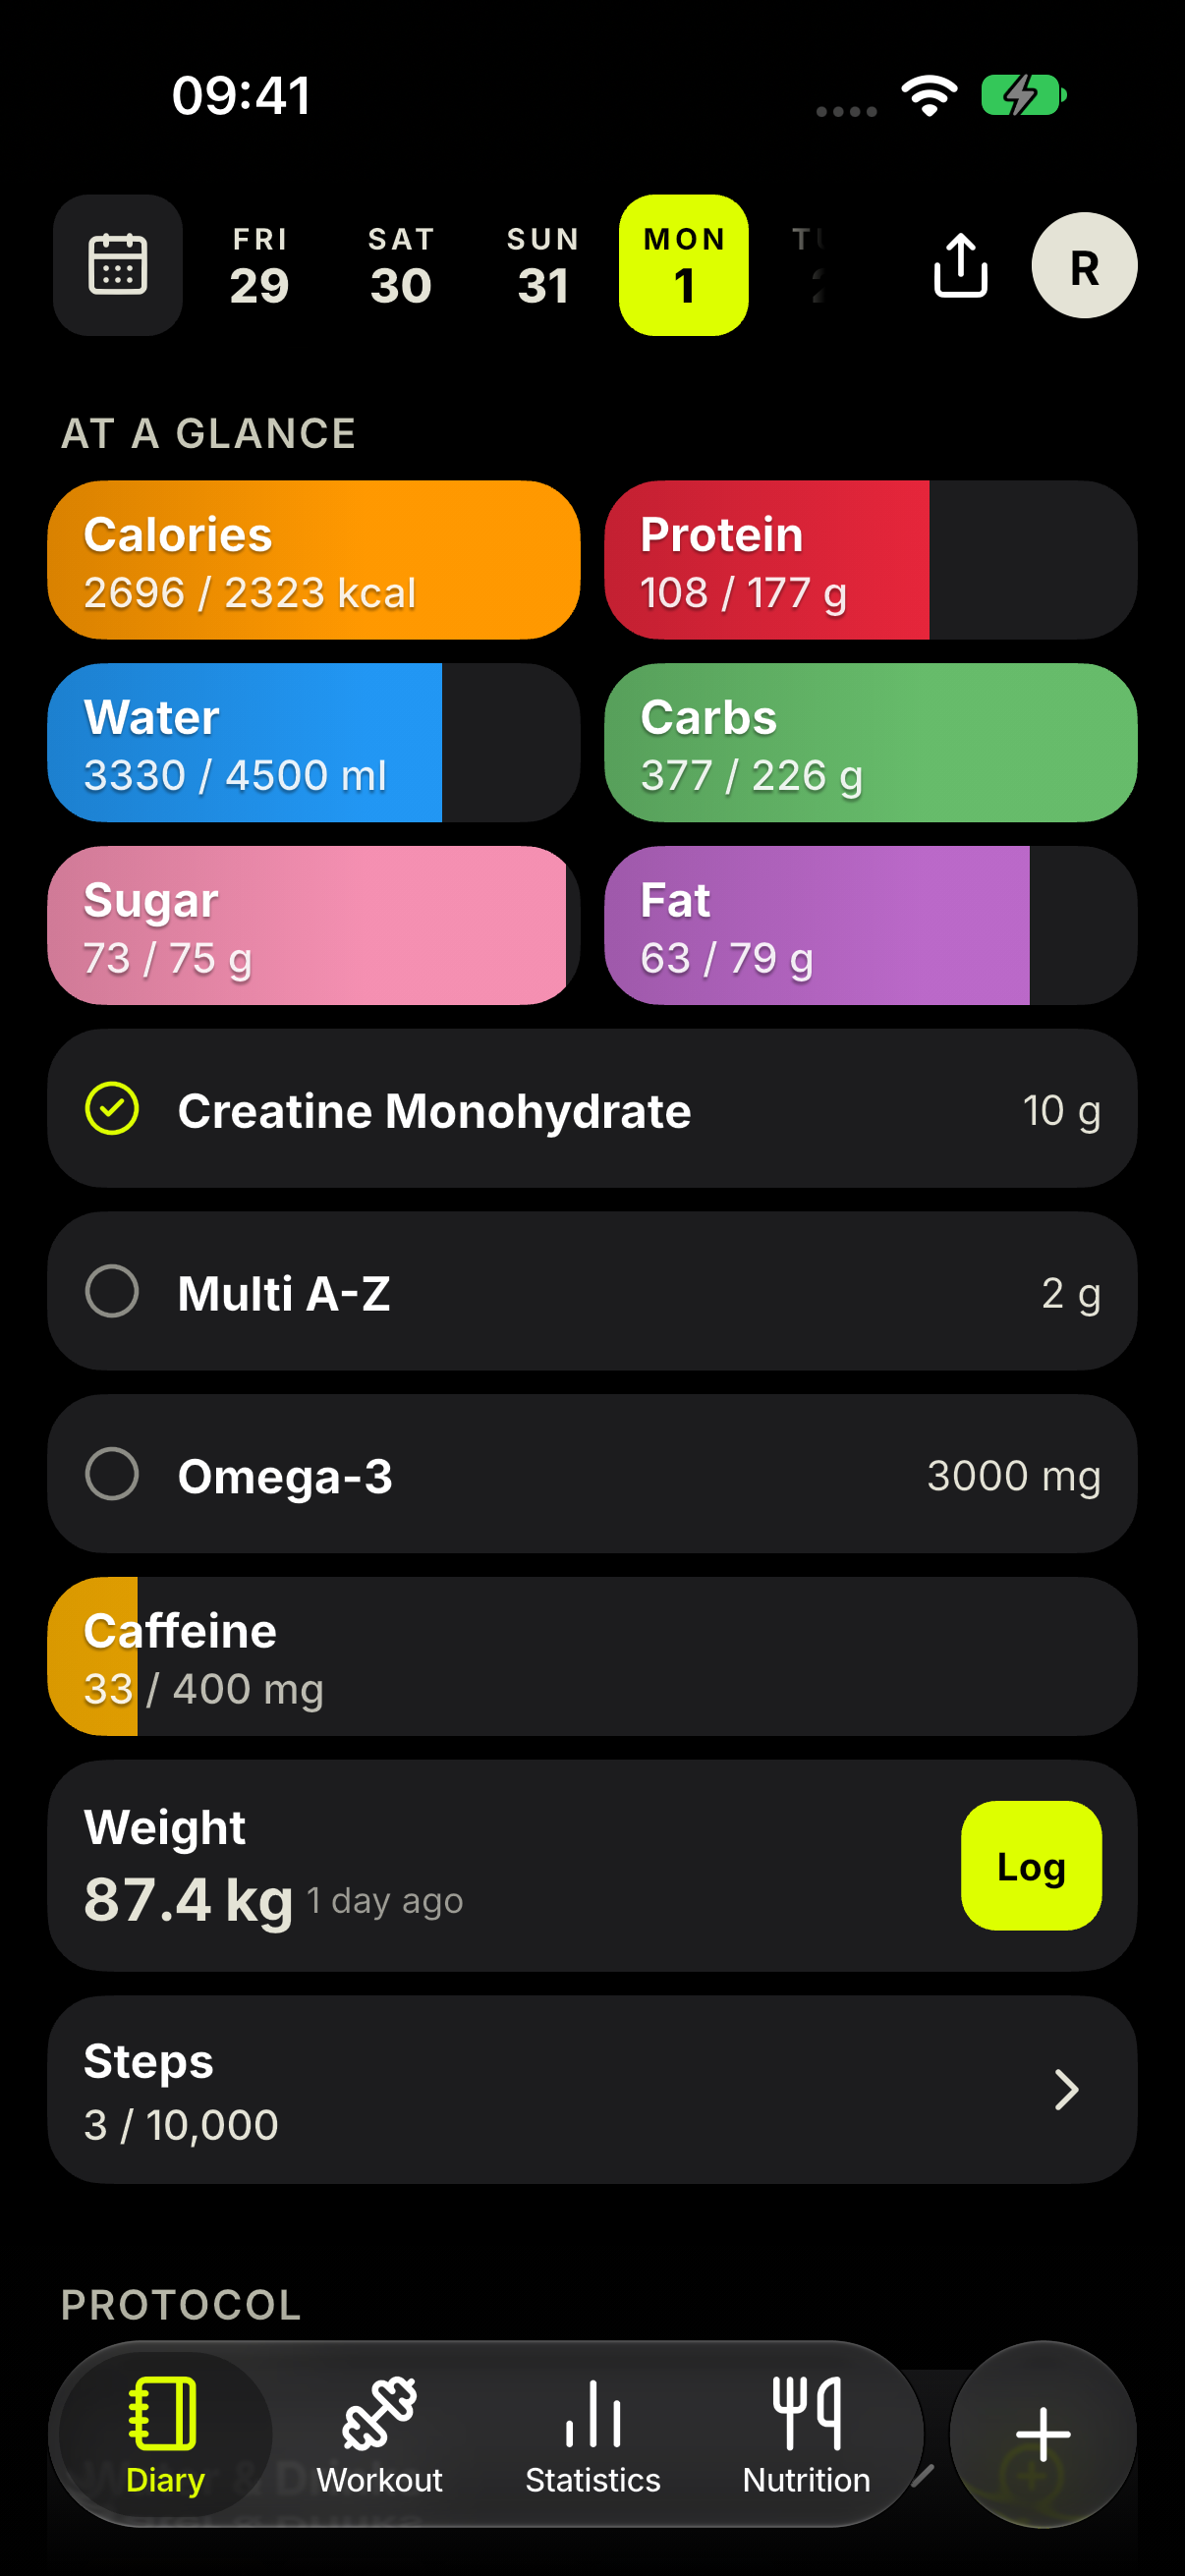 09:41
FRI SAT SUN MON
29 30 31 1
R
AT A GLANCE
Calories
2696 / 2323 kcal
Protein
108 / 177 g
Water
3330 / 4500 ml
Carbs
377 / 226 g
Sugar
73 / 75 g
Fat
63 / 79 g
Creatine Monohydrate 10 g
Multi A-Z 2 g
Omega-3 3000 mg
Caffeine
33 / 400 mg
Weight
87.4 kg 1 day ago
Log
Steps
3 / 10,000
PROTOCOL
Diary Workout Statistics Nutrition